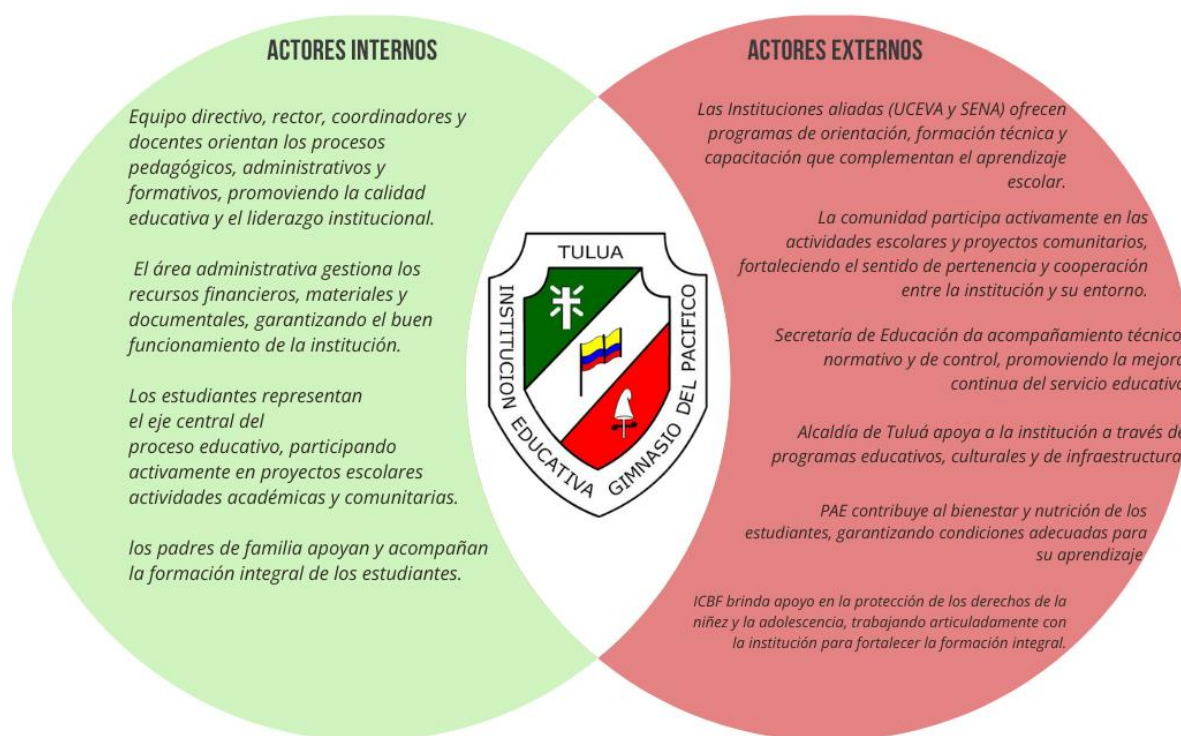 ACTORES INTERNOS
Equipo directivo, rector, coordinadores y
docentes orientan los procesos
pedagógicos, administrativos y
formativos, promoviendo la calidad
educativa y el liderazgo institucional.
El área administrativa gestiona los
recursos financieros, materiales y
documentales, garantizando el buen
funcionamiento de la institución.
Los estudiantes representan
el eje central del
proceso educativo, participando
activamente en proyectos escolares
actividades académicas y comunitarias.
los padres de familia apoyan y acompañan
la formación integral de los estudiantes.
TULUA
INSTITUCION EDUCATIVA GIMNASIO DEL PACIFICO
ACTORES EXTERNOS
Las Instituciones aliadas (UCEVA y SENA) ofrecen
programas de orientación, formación técnica y
capacitación que complementan el aprendizaje
escolar.
La comunidad participa activamente en las
actividades escolares y proyectos comunitarios,
fortaleciendo el sentido de pertenencia y cooperación
entre la institución y su entorno.
Secretaría de Educación da acompañamiento técnico
normativo y de control, promoviendo la mejora
continua del servicio educativo
Alcaldía de Tuluá apoya a la institución a través de
programas educativos, culturales y de infraestructura
PAE contribuye al bienestar y nutrición de los
estudiantes, garantizando condiciones adecuadas para
su aprendizaje
ICBF brinda apoyo en la protección de los derechos de la
niñez y la adolescencia, trabajando articuladamente con
la institución para fortalecer la formación integral.